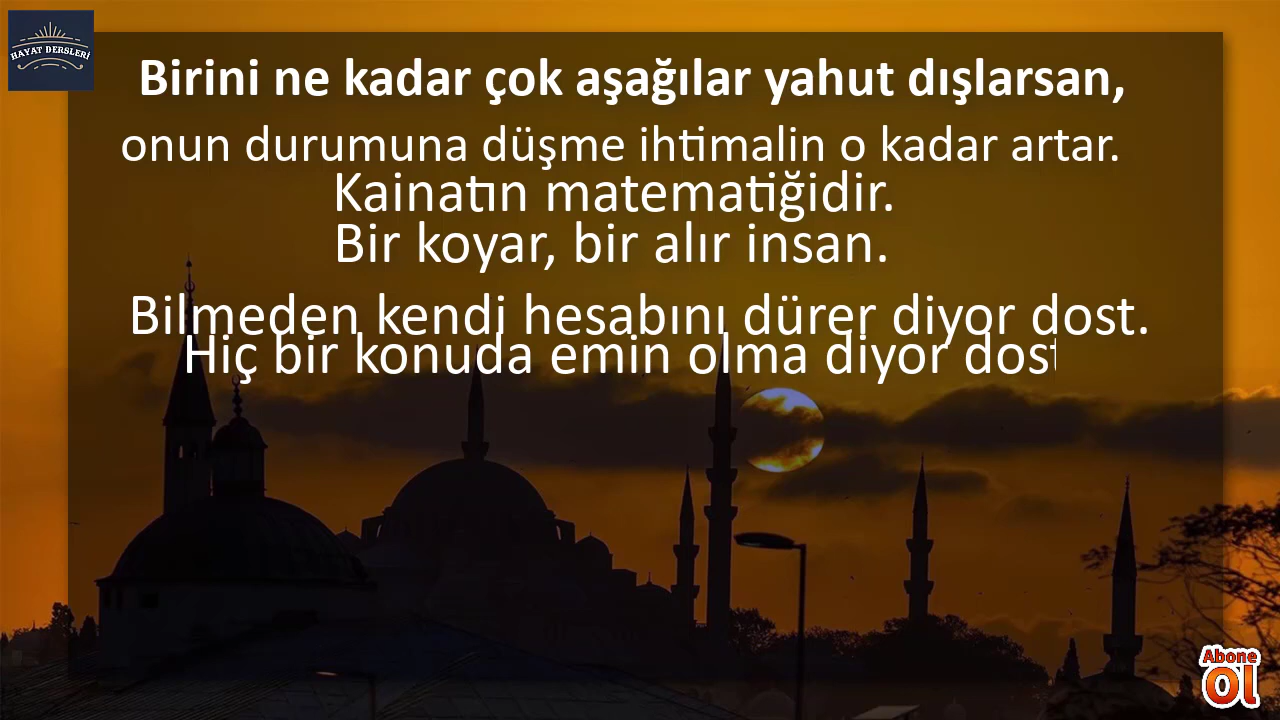 HAYAT DERSLERİ
Birini ne kadar çok aşağılar yahut dışlarsan,
onun durumuna düşme ihtimalin o kadar artar.
Kainatın matematiğidir.
Bir koyar, bir alır insan.
Bilmeden kendi hesabını dürer diyor dost.
Hiç bir konuda emin olma diyor dost
Abone
ol